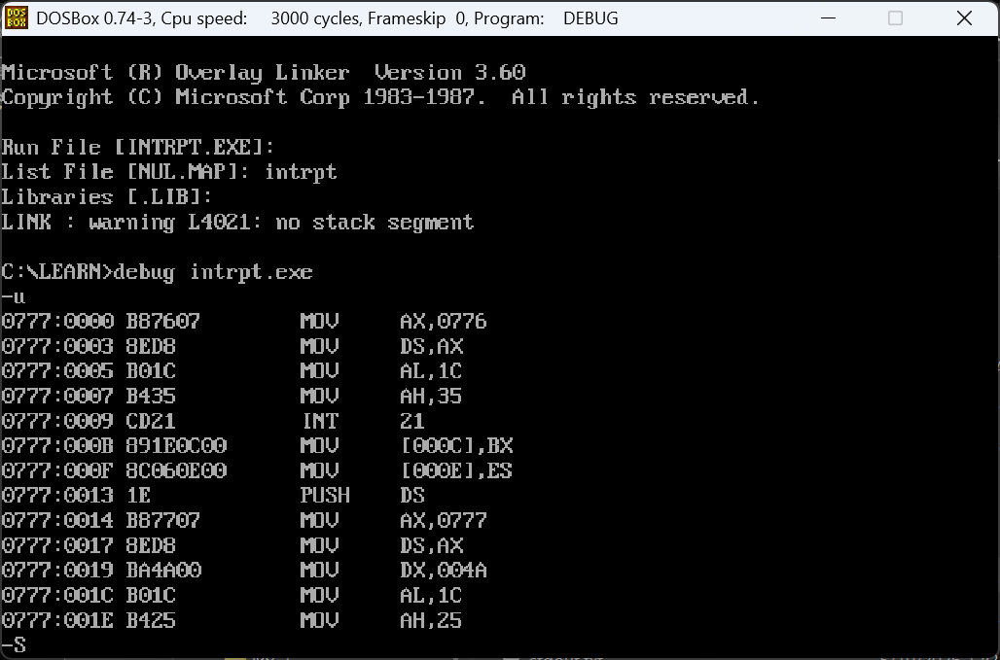 DOS BOX DOSBox 0.74-3, Cpu speed: 3000 cycles, Frameskip 0, Program: DEBUG
Microsoft (R) Overlay Linker Version 3.60
Copyright (C) Microsoft Corp 1983-1987. All rights reserved.
Run File [INTRPT.EXE]:
List File [NUL.MAP]: intrpt
Libraries [.LIB]:
LINK : warning L4021: no stack segment
C:\LEARN>debug intrpt.exe
-u
0777:0000 B87607 MOV AX,0776
0777:0003 8ED8 MOV DS,AX
0777:0005 B01C MOV AL,1C
0777:0007 B435 MOV AH,35
0777:0009 CD21 INT 21
0777:000B 891E0C00 MOV [000C],BX
0777:000F 8C060E00 MOV [000E],ES
0777:0013 1E PUSH DS
0777:0014 B87707 MOV AX,0777
0777:0017 8ED8 MOV DS,AX
0777:0019 BA4A00 MOV DX,004A
0777:001C B01C MOV AL,1C
0777:001E B425 MOV AH,25
-S